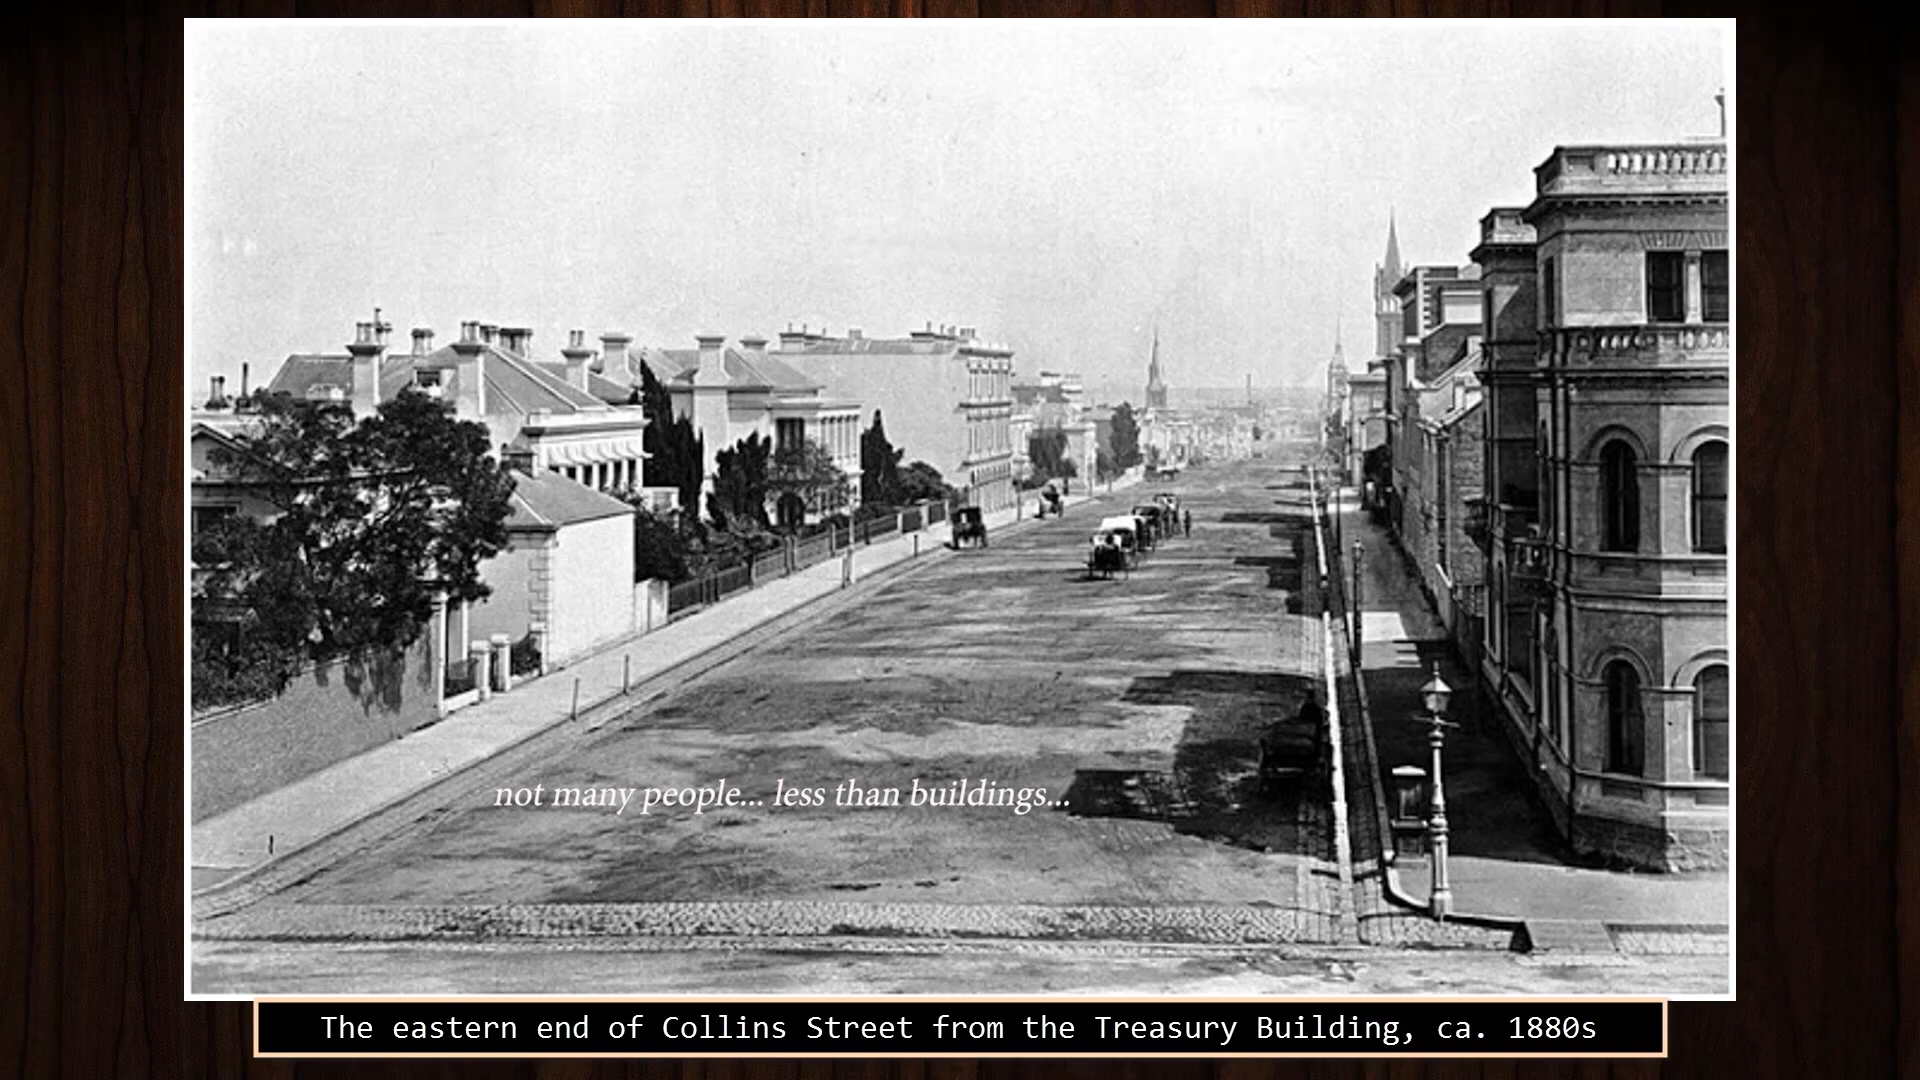 not many people... less than buildings...
The eastern end of Collins Street from the Treasury Building, ca. 1880s